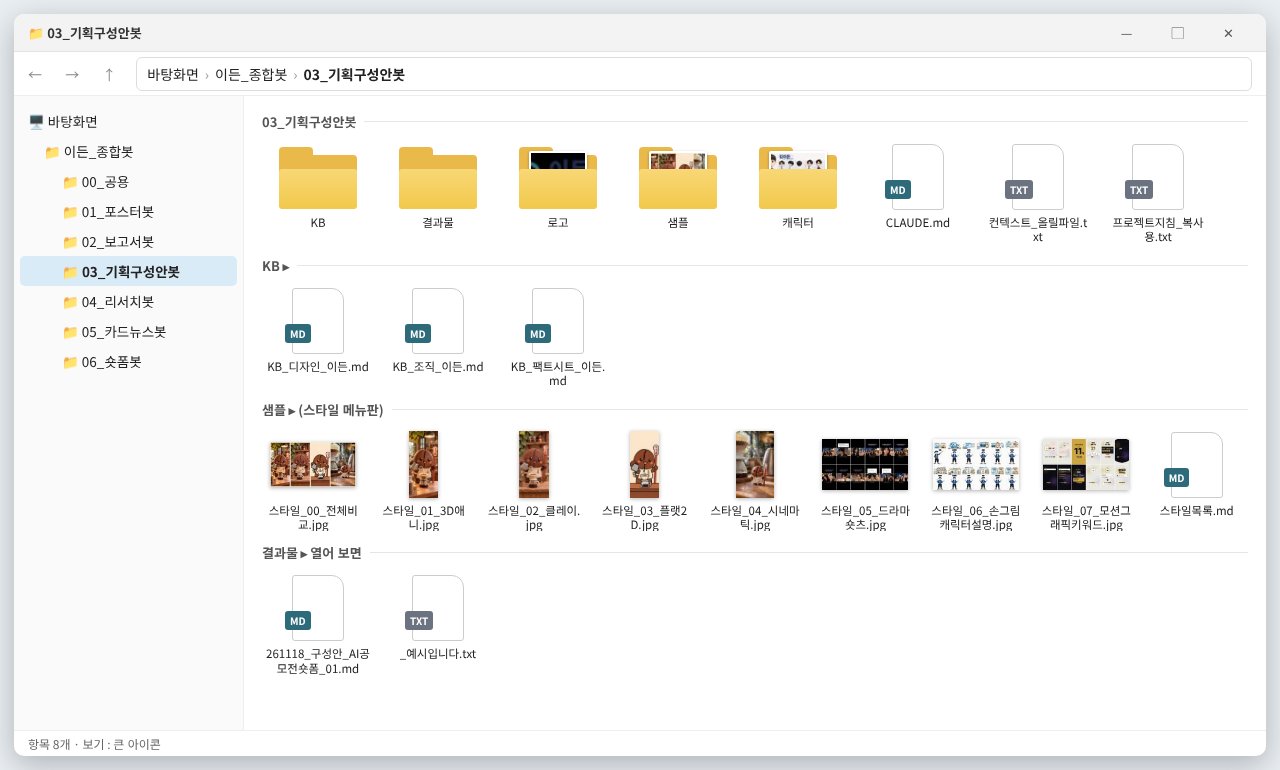 03_기획구성안봇
바탕화면 › 이든_종합봇 › 03_기획구성안봇
바탕화면
이든_종합봇
00_공용
01_포스터봇
02_보고서봇
03_기획구성안봇
04_리서치봇
05_카드뉴스봇
06_숏폼봇
03_기획구성안봇
KB
결과물
로고
샘플
캐릭터
MD
CLAUDE.md
TXT
컨텍스트_올릴파일.t
xt
TXT
프로젝트지침_복사
용.txt
KB ▸
MD
KB_디자인_이든.md
MD
KB_조직_이든.md
MD
KB_팩트시트_이든.
md
샘플 ▸ (스타일 메뉴판)
스타일_00_전체비
교.jpg
스타일_01_3D애
니.jpg
스타일_02_클레이.
jpg
스타일_03_플랫2
D.jpg
스타일_04_시네마
틱.jpg
스타일_05_드라마
숏츠.jpg
스타일_06_손그림
캐릭터설명.jpg
스타일_07_모션그
래픽키워드.jpg
MD
스타일목록.md
결과물 ▸ 열어 보면
MD
261118_구성안_AI공
모전숏폼_01.md
TXT
_예시입니다.txt
항목 8개 · 보기 : 큰 아이콘